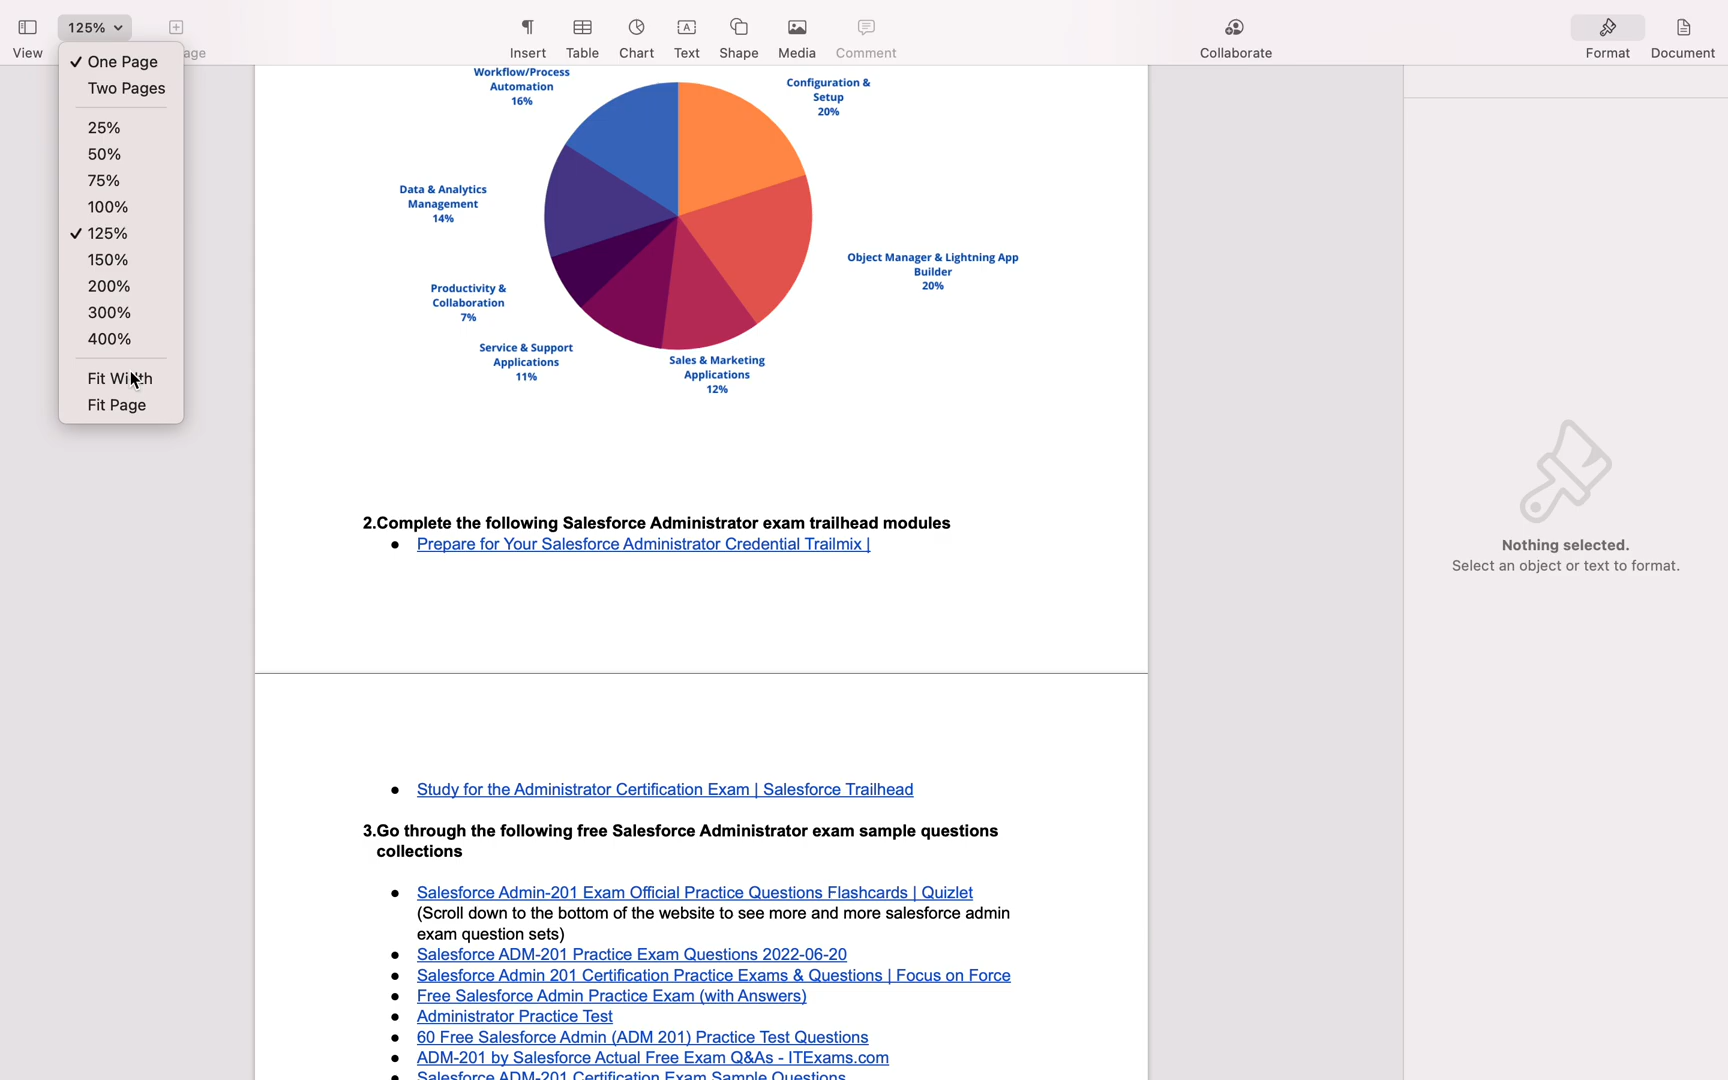 125%
View
age
Insert
Table
Chart
Text
Shape
Media
Comment
Collaborate
Format
Document
One Page
Two Pages
25%
50%
75%
100%
125%
150%
200%
300%
400%
Fit Width
Fit Page
Workflow/Process
Automation
16%
Configuration &
Setup
20%
Data & Analytics
Management
14%
Object Manager & Lightning App
Builder
20%
Productivity &
Collaboration
7%
Service & Support
Applications
11%
Sales & Marketing
Applications
12%
2.Complete the following Salesforce Administrator exam trailhead modules
Prepare for Your Salesforce Administrator Credential Trailmix |
Nothing selected.
Select an object or text to format.
Study for the Administrator Certification Exam | Salesforce Trailhead
3.Go through the following free Salesforce Administrator exam sample questions
collections
Salesforce Admin-201 Exam Official Practice Questions Flashcards | Quizlet
(Scroll down to the bottom of the website to see more and more salesforce admin
exam question sets)
Salesforce ADM-201 Practice Exam Questions 2022-06-20
Salesforce Admin 201 Certification Practice Exams & Questions | Focus on Force
Free Salesforce Admin Practice Exam (with Answers)
Administrator Practice Test
60 Free Salesforce Admin (ADM 201) Practice Test Questions
ADM-201 by Salesforce Actual Free Exam Q&As - ITExams.com
Salesforce ADM-201 Certification Exam Sample Questions